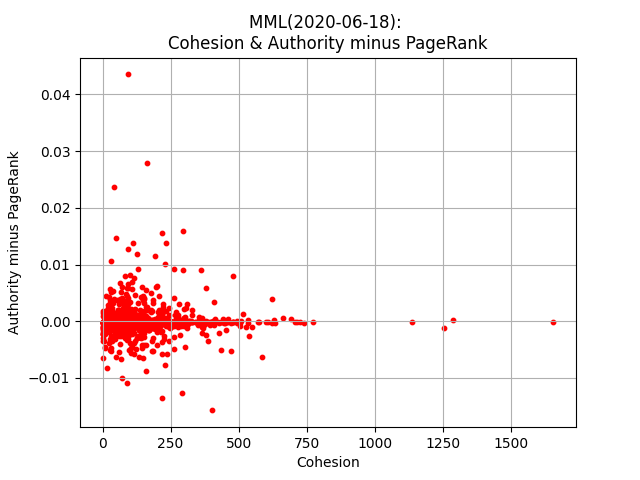 MML(2020-06-18):
Cohesion & Authority minus PageRank
Authority minus PageRank
0.04
0.03
0.02
0.01
0.00
−0.01
0 250 500 750 1000 1250 1500
Cohesion